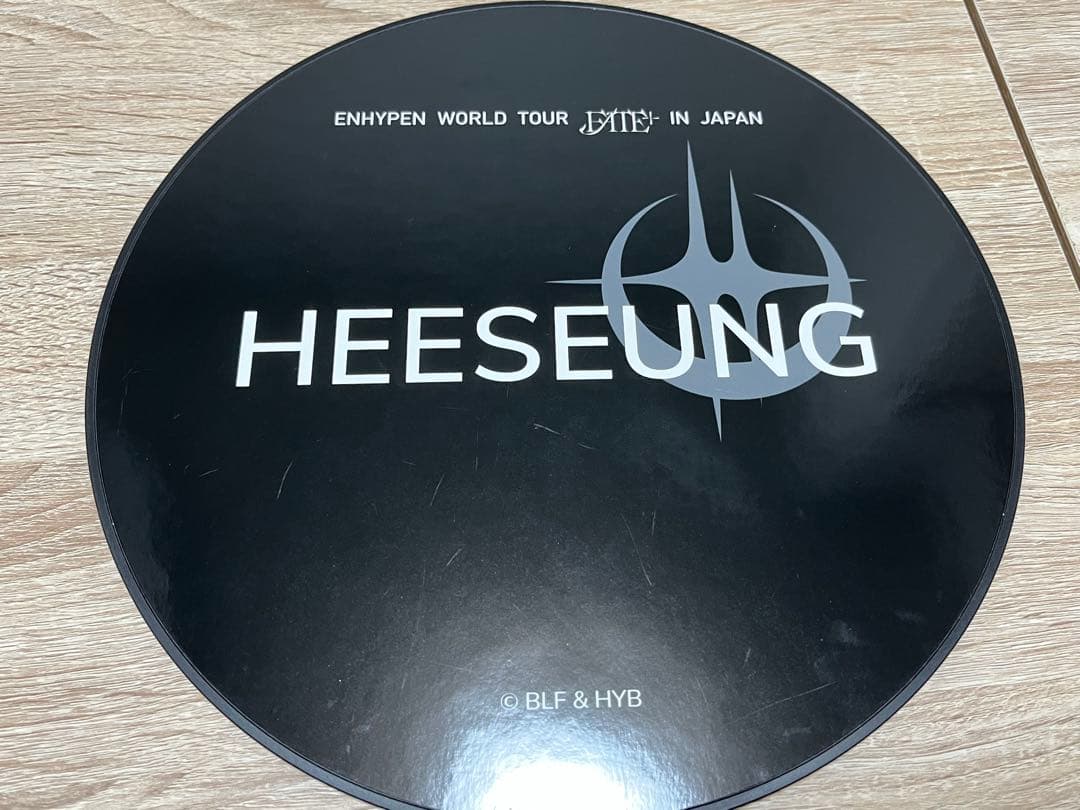 ENHYPEN WORLD TOUR FATE+ IN JAPAN
HEESEUNG
© BLF & HYB